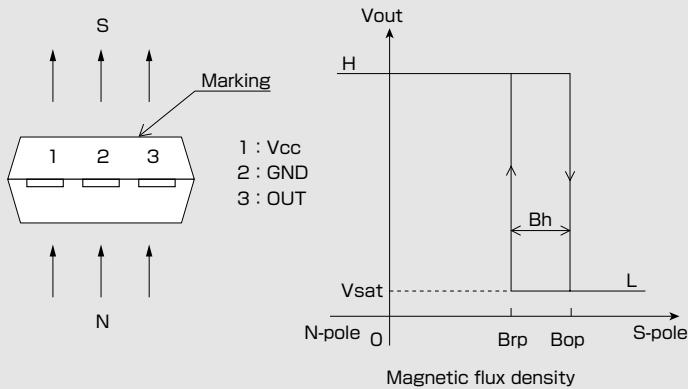 S
Marking
1 2 3
1 : Vcc
2 : GND
3 : OUT
N
Vout
H
Bh
Vsat
L
N-pole 0 Brp Bop S-pole
Magnetic flux density